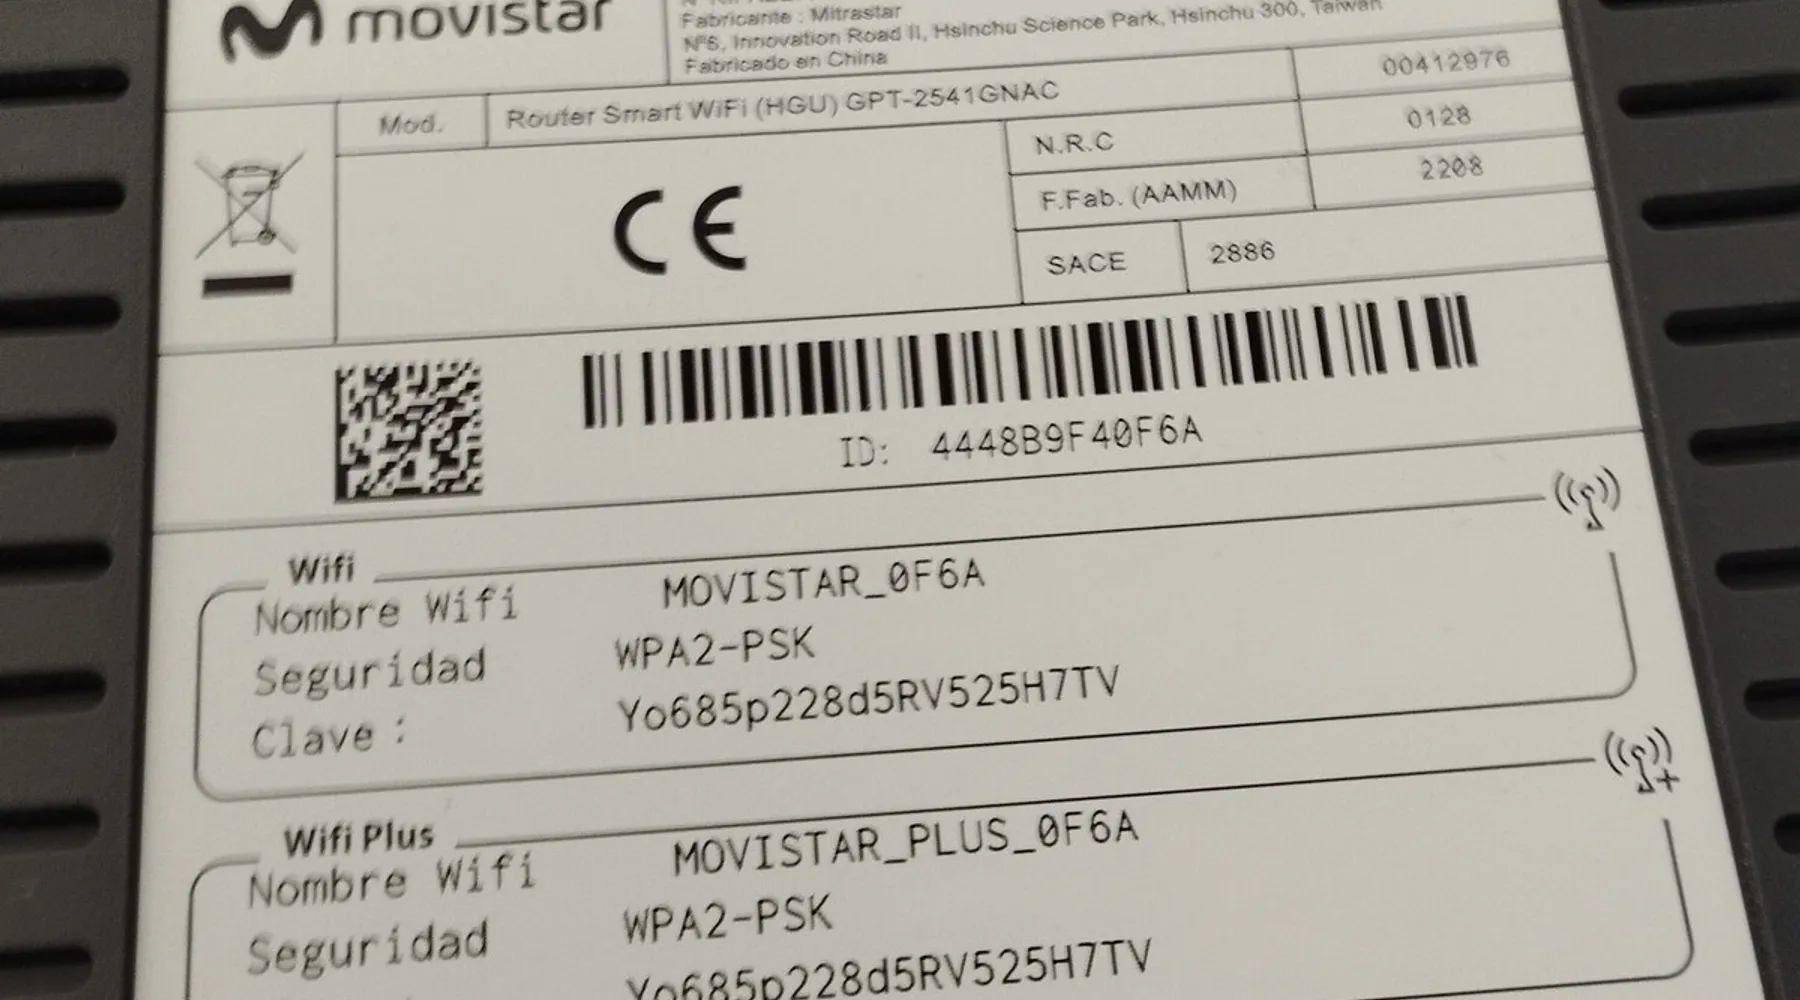 movistar
Fabricante : Mitrastar
Nº6, Innovation Road II, Hsinchu Science Park, Hsinchu 300, Taiwan
Fabricado en China
Mod. Router Smart WiFi (HGU) GPT-2541GNAC 00412976
N.R.C 0128
F.Fab. (AAMM) 2208
SACE 2886
CE
ID: 4448B9F40F6A
Wifi
Nombre Wifi MOVISTAR_0F6A
Seguridad WPA2-PSK
Clave : Yo685p228d5RV525H7TV
Wifi Plus
Nombre Wifi MOVISTAR_PLUS_0F6A
Seguridad WPA2-PSK
Yo685p228d5RV525H7TV